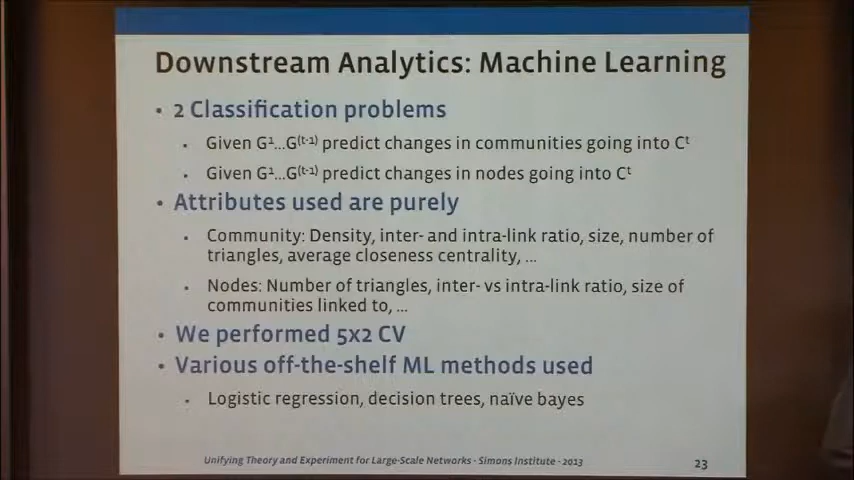 Downstream Analytics: Machine Learning
• 2 Classification problems
• Given G¹…G⁽ᵗ⁻¹⁾ predict changes in communities going into Cᵗ
• Given G¹…G⁽ᵗ⁻¹⁾ predict changes in nodes going into Cᵗ
• Attributes used are purely
• Community: Density, inter- and intra-link ratio, size, number of
triangles, average closeness centrality, …
• Nodes: Number of triangles, inter- vs intra-link ratio, size of
communities linked to, …
• We performed 5x2 CV
• Various off-the-shelf ML methods used
• Logistic regression, decision trees, naïve bayes
Unifying Theory and Experiment for Large-Scale Networks - Simons Institute - 2013
23